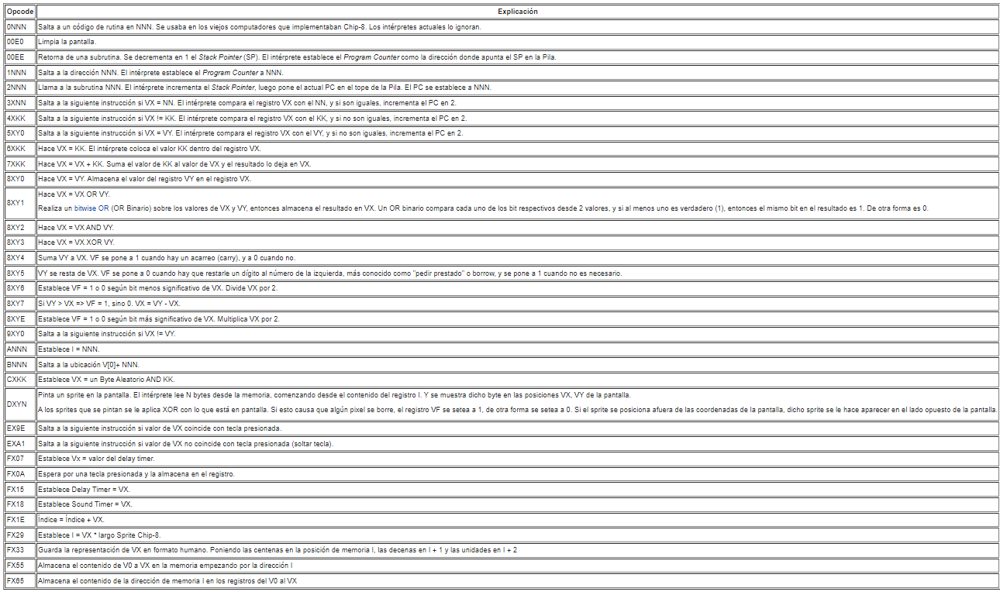 Opcode Explicación
0NNN Salta a un código de rutina en NNN. Se usaba en los viejos computadores que implementaban Chip-8. Los intérpretes actuales lo ignoran.
00E0 Limpia la pantalla.
00EE Retorna de una subrutina. Se decrementa en 1 el Stack Pointer (SP). El intérprete establece el Program Counter como la dirección donde apunta el SP en la Pila.
1NNN Salta a la dirección NNN. El intérprete establece el Program Counter a NNN.
2NNN Llama a la subrutina NNN. El intérprete incrementa el Stack Pointer, luego pone el actual PC en el tope de la Pila. El PC se establece a NNN.
3XNN Salta a la siguiente instrucción si VX = NN. El intérprete compara el registro VX con el NN, y si son iguales, incrementa el PC en 2.
4XKK Salta a la siguiente instrucción si VX != KK. El intérprete compara el registro VX con el KK, y si no son iguales, incrementa el PC en 2.
5XY0 Salta a la siguiente instrucción si VX = VY. El intérprete compara el registro VX con el VY, y si no son iguales, incrementa el PC en 2.
6XKK Hace VX = KK. El intérprete coloca el valor KK dentro del registro VX.
7XKK Hace VX = VX + KK. Suma el valor de KK al valor de VX y el resultado lo deja en VX.
8XY0 Hace VX = VY. Almacena el valor del registro VY en el registro VX.
8XY1 Hace VX = VX OR VY.
Realiza un bitwise OR (OR Binario) sobre los valores de VX y VY, entonces almacena el resultado en VX. Un OR binario compara cada uno de los bit respectivos desde 2 valores, y si al menos uno es verdadero (1), entonces el mismo bit en el resultado es 1. De otra forma es 0.
8XY2 Hace VX = VX AND VY.
8XY3 Hace VX = VX XOR VY.
8XY4 Suma VY a VX. VF se pone a 1 cuando hay un acarreo (carry), y a 0 cuando no.
8XY5 VY se resta de VX. VF se pone a 0 cuando hay que restarle un dígito al número de la izquierda, más conocido como "pedir prestado" o borrow, y se pone a 1 cuando no es necesario.
8XY6 Establece VF = 1 o 0 según bit menos significativo de VX. Divide VX por 2.
8XY7 Si VY > VX => VF = 1, sino 0. VX = VY - VX.
8XYE Establece VF = 1 o 0 según bit más significativo de VX. Multiplica VX por 2.
9XY0 Salta a la siguiente instrucción si VX != VY.
ANNN Establece I = NNN.
BNNN Salta a la ubicación V[0]+ NNN.
CXKK Establece VX = un Byte Aleatorio AND KK.
DXYN Pinta un sprite en la pantalla. El intérprete lee N bytes desde la memoria, comenzando desde el contenido del registro I. Y se muestra dicho byte en las posiciones VX, VY de la pantalla.
A los sprites que se pintan se le aplica XOR con lo que está en pantalla. Si esto causa que algún pixel se borre, el registro VF se setea a 1, de otra forma se setea a 0. Si el sprite se posiciona afuera de las coordenadas de la pantalla, dicho sprite se le hace aparecer en el lado opuesto de la pantalla.
EX9E Salta a la siguiente instrucción si valor de VX coincide con tecla presionada.
EXA1 Salta a la siguiente instrucción si valor de VX no coincide con tecla presionada (soltar tecla).
FX07 Establece Vx = valor del delay timer.
FX0A Espera por una tecla presionada y la almacena en el registro.
FX15 Establece Delay Timer = VX.
FX18 Establece Sound Timer = VX.
FX1E Índice = Índice + VX.
FX29 Establece I = VX * largo Sprite Chip-8.
FX33 Guarda la representación de VX en formato humano. Poniendo las centenas en la posición de memoria I, las decenas en I + 1 y las unidades en I + 2
FX55 Almacena el contenido de V0 a VX en la memoria empezando por la dirección I
FX65 Almacena el contenido de la dirección de memoria I en los registros del V0 al VX